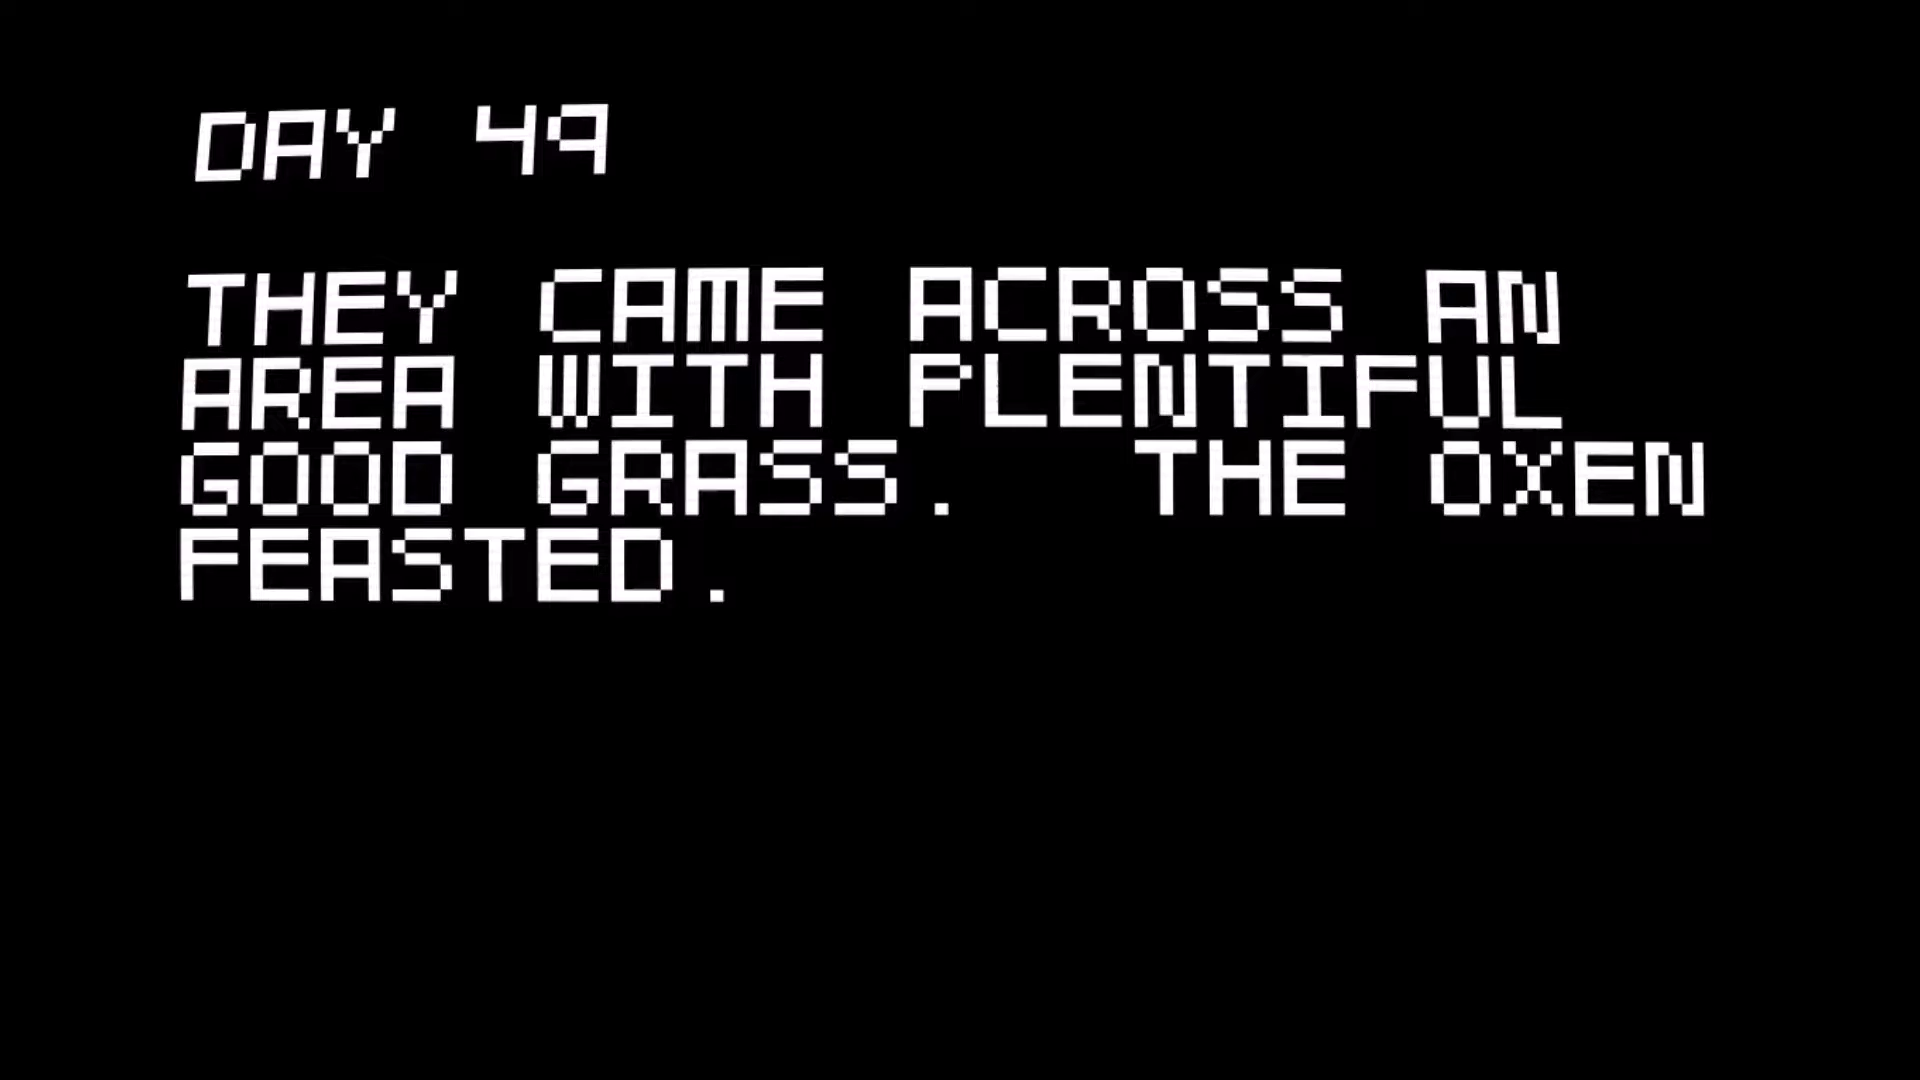 DAY 49
THEY CAME ACROSS AN
AREA WITH PLENTIFUL
GOOD GRASS.  THE OXEN
FEASTED.